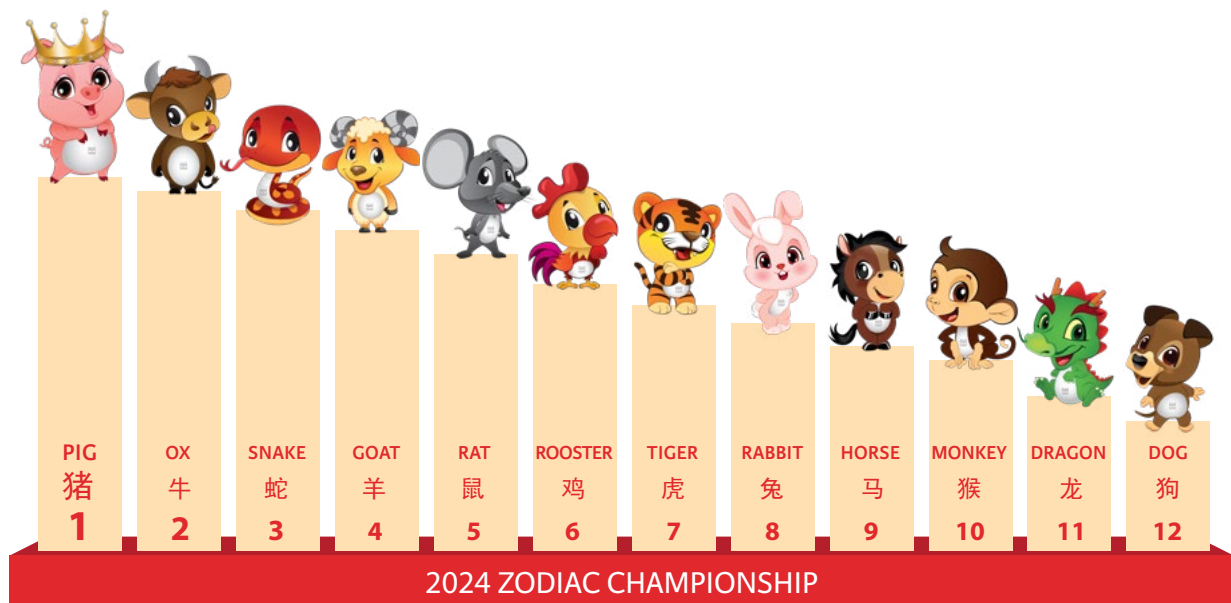 PIG
猪
1
OX
牛
2
SNAKE
蛇
3
GOAT
羊
4
RAT
鼠
5
ROOSTER
鸡
6
TIGER
虎
7
RABBIT
兔
8
HORSE
马
9
MONKEY
猴
10
DRAGON
龙
11
DOG
狗
12
2024 ZODIAC CHAMPIONSHIP